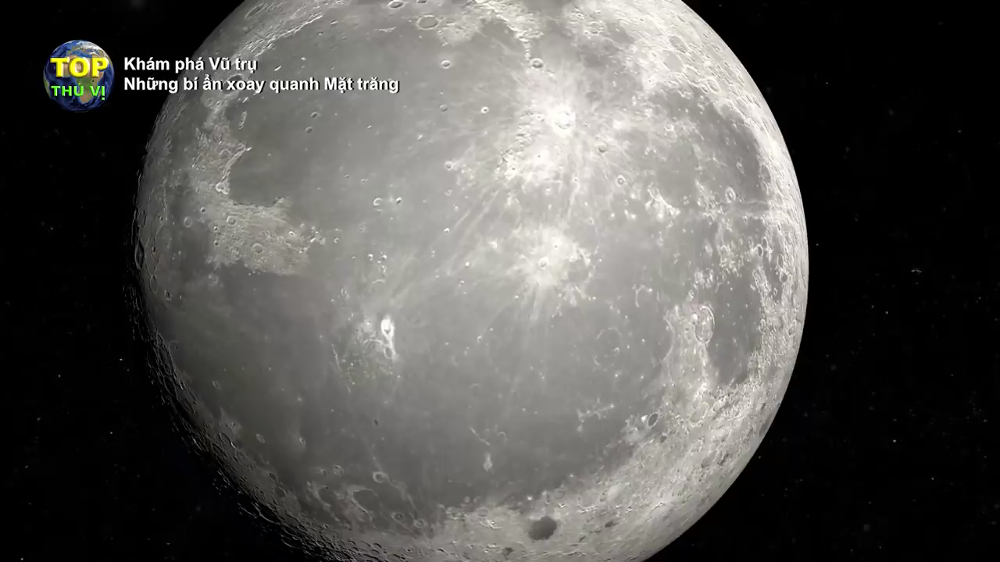 TOP
THÚ VỊ
Khám phá Vũ trụ
Những bí ẩn xoay quanh Mặt trăng